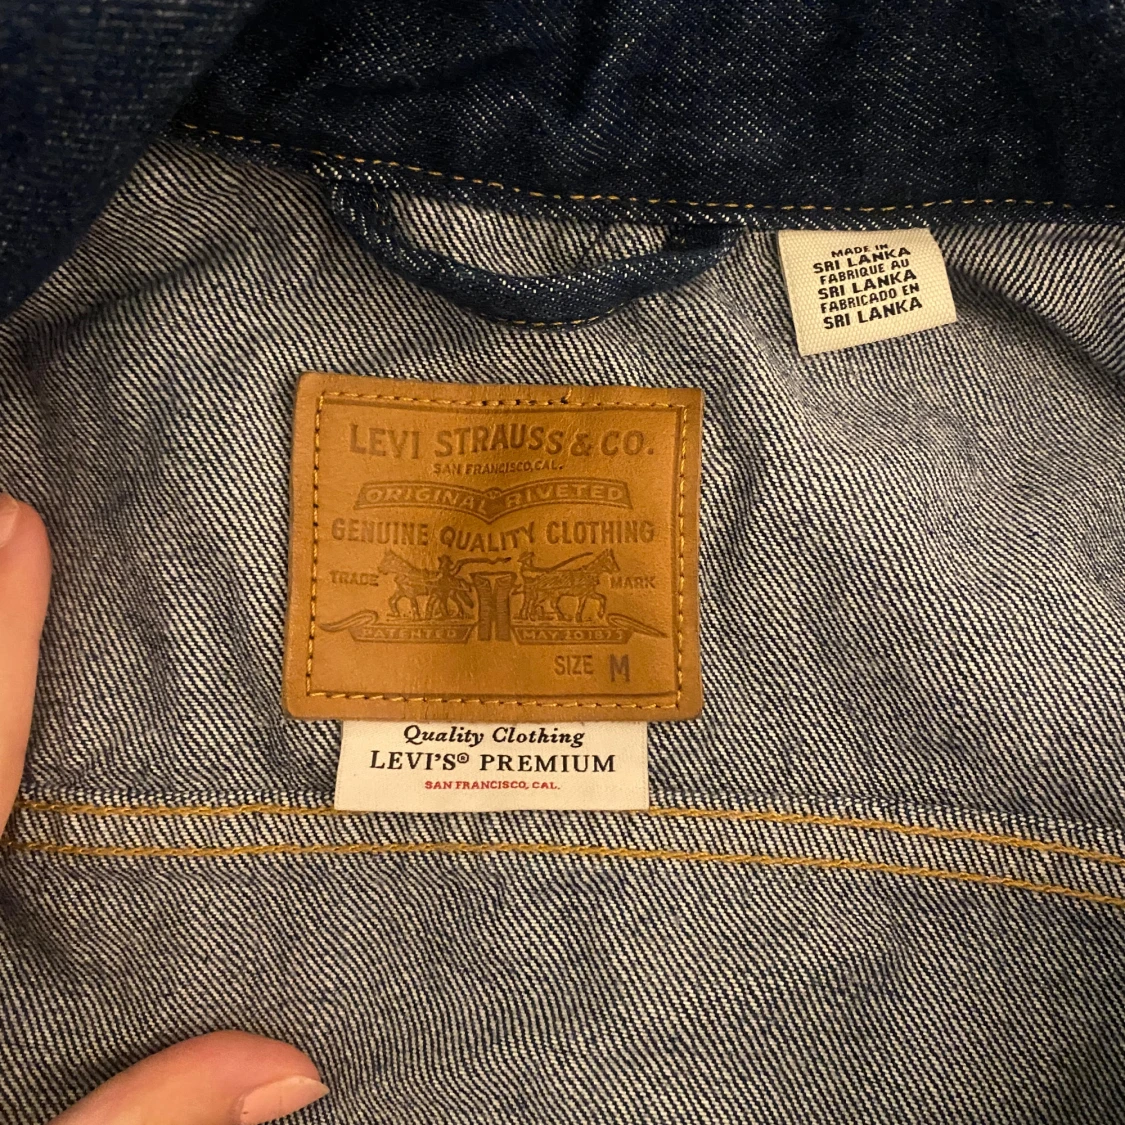 MADE IN
SRI LANKA
FABRIQUE AU
SRI LANKA
FABRICADO EN
SRI LANKA
LEVI STRAUSS & CO.
SAN FRANCISCO, CAL.
ORIGINAL RIVETED
GENUINE QUALITY CLOTHING
TRADE MARK
PATENTED MAY 20 1873
SIZE M
Quality Clothing
LEVI'S® PREMIUM
SAN FRANCISCO, CAL.